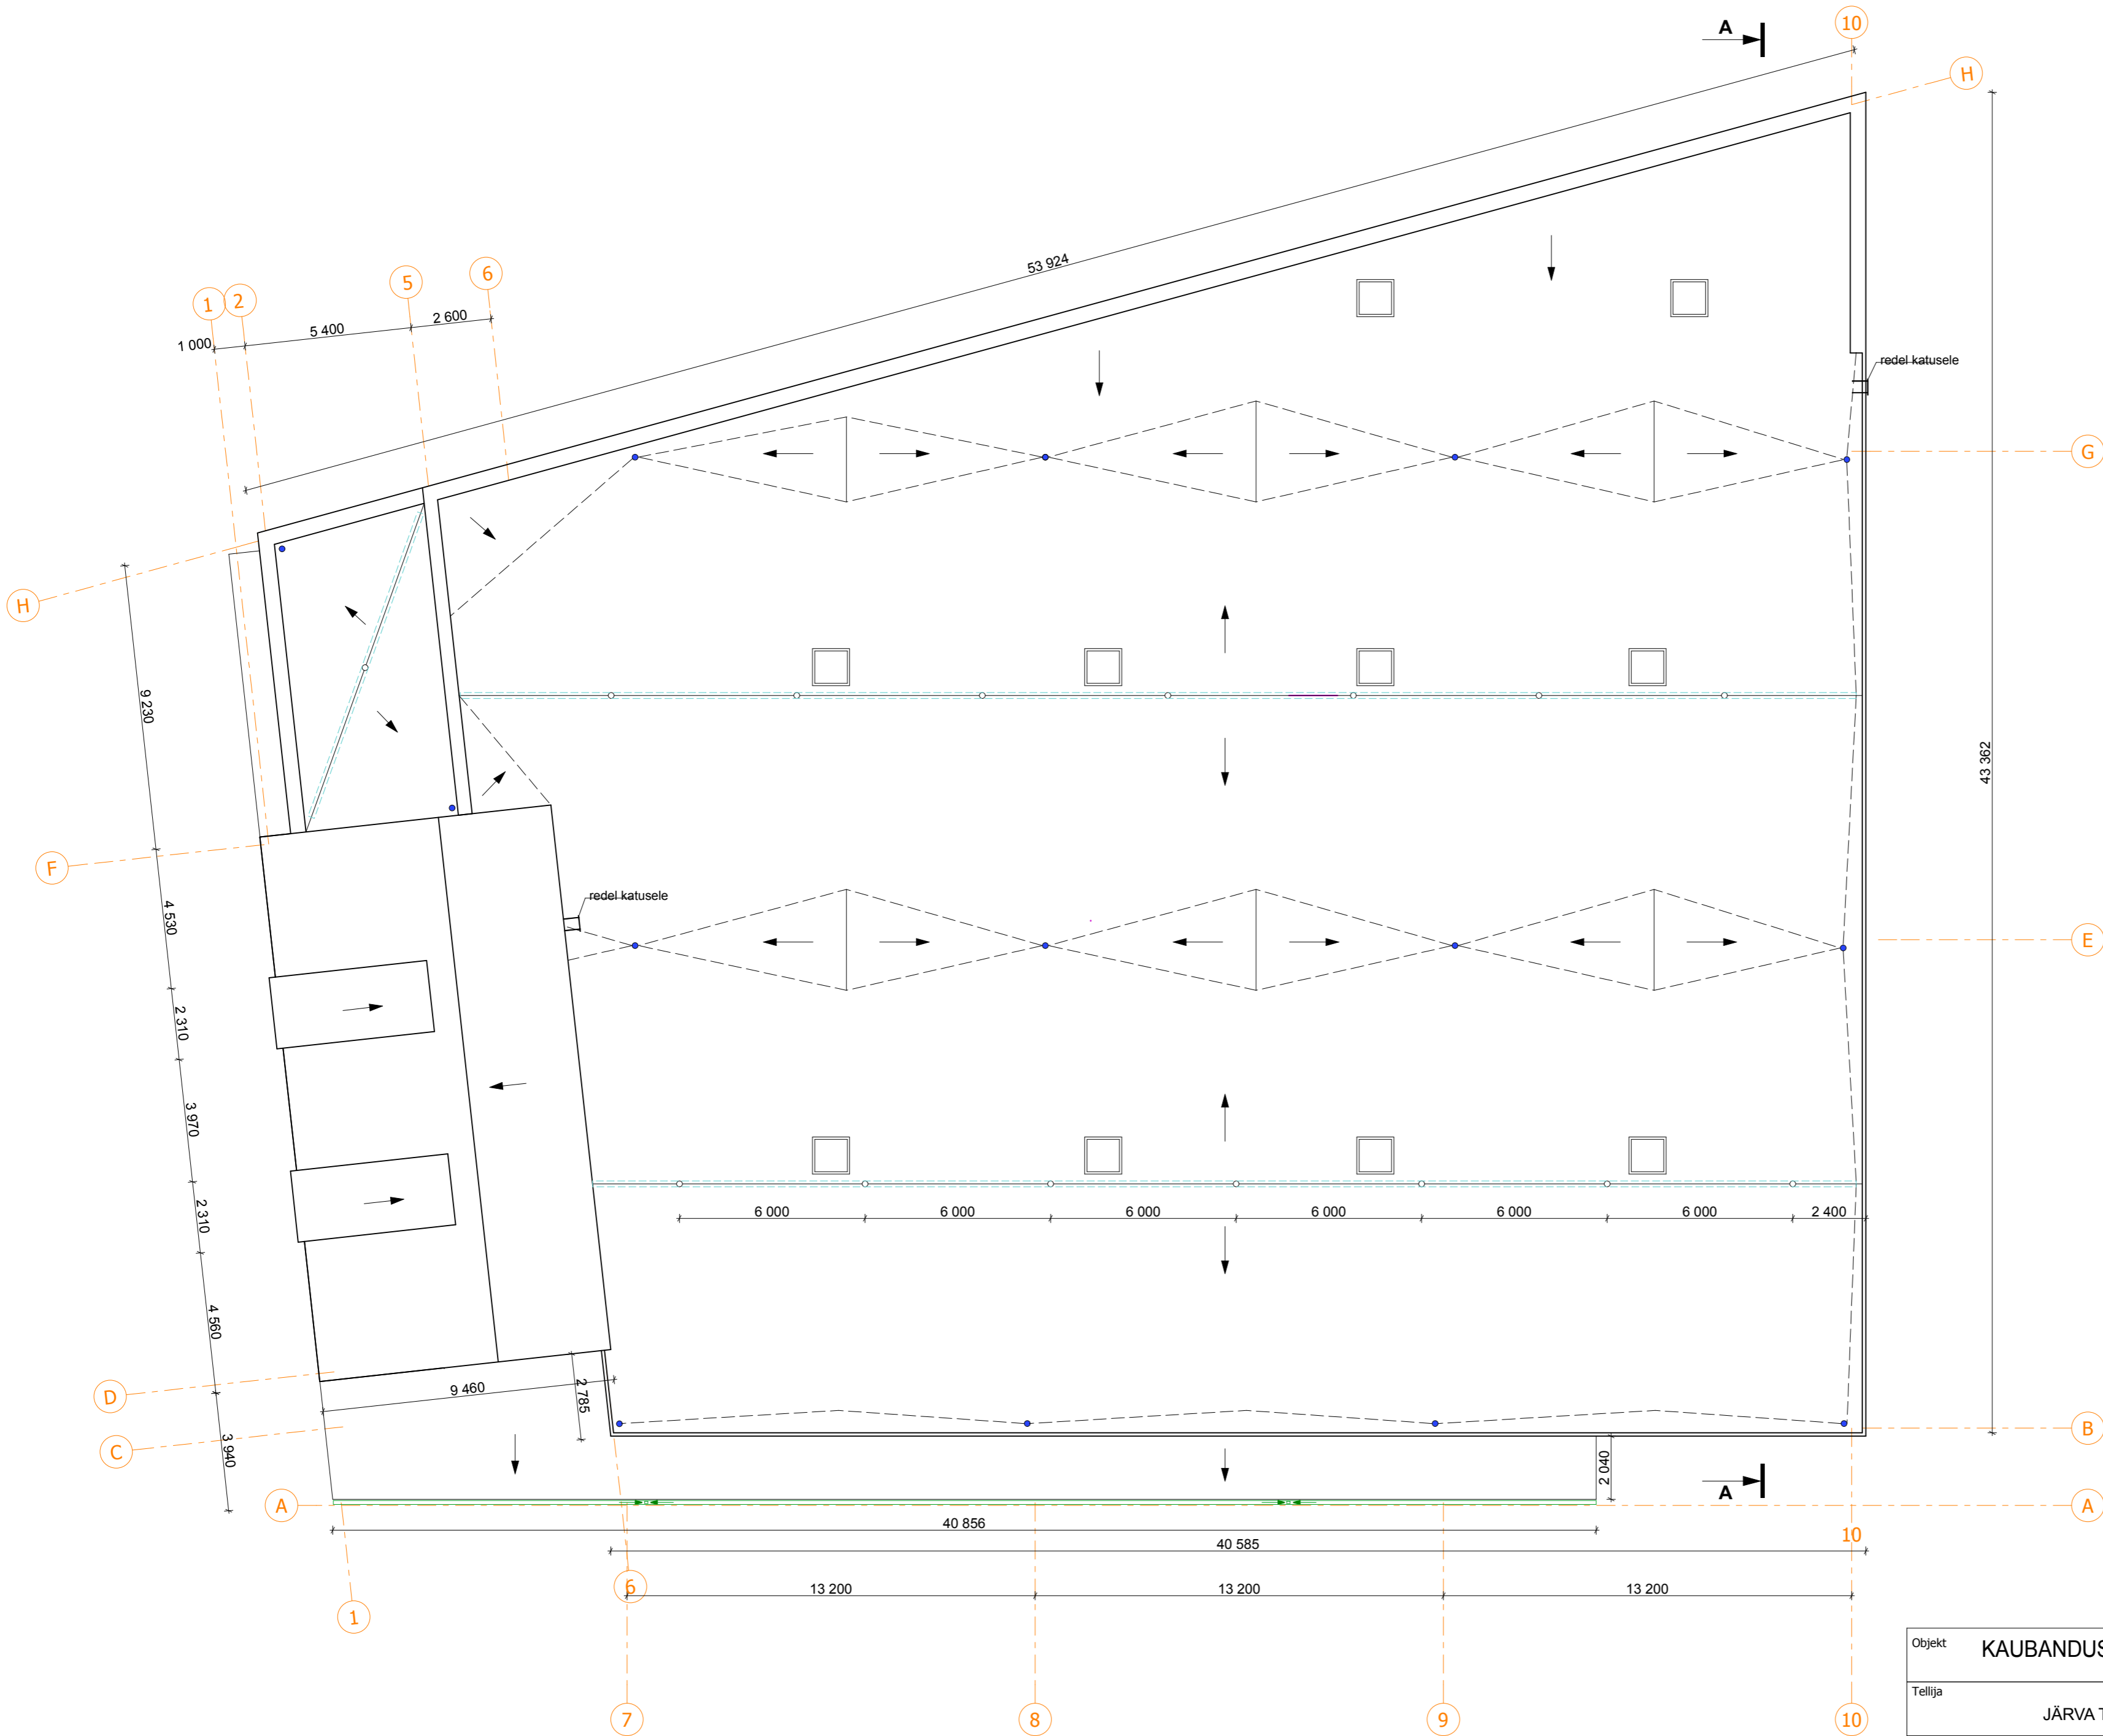 A
10
H
53 924
1
2
5
6
5 400
2 600
1 000
redel katusele
G
H
9 230
43 362
F
redel katusele
4 530
E
2 310
3 970
2 310
6 000
6 000
6 000
6 000
6 000
6 000
2 400
4 560
D
9 460
2 785
C
3 940
B
2 040
A
A
A
40 856
10
40 585
6
13 200
13 200
13 200
1
7
8
9
10
Objekt
KAUBANDUS
Tellija
JÄRVA T